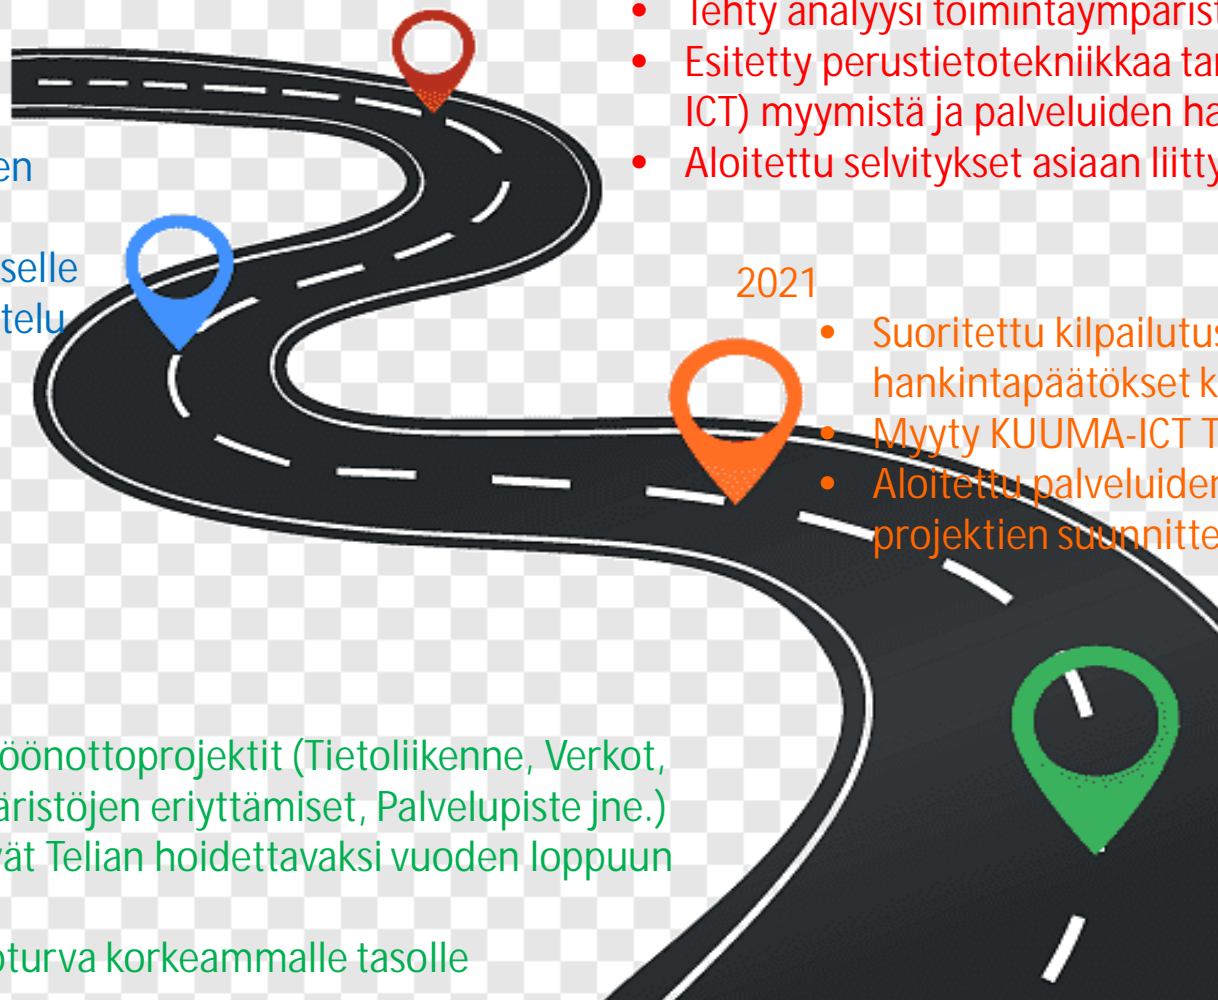 • Tehty analyysi toimintaympärist
• Esitetty perustietotekniikkaa tar
ICT) myymistä ja palveluiden ha
• Aloitettu selvitykset asiaan liitty
en
selle
telu
2021
• Suoritettu kilpailutus
hankintapäätökset k
• Myyty KUUMA-ICT T
• Aloitettu palveluiden
projektien suunnitte
öönottoprojektit (Tietoliikenne, Verkot,
äristöjen eriyttämiset, Palvelupiste jne.)
vät Telian hoidettavaksi vuoden loppuun
oturva korkeammalle tasolle